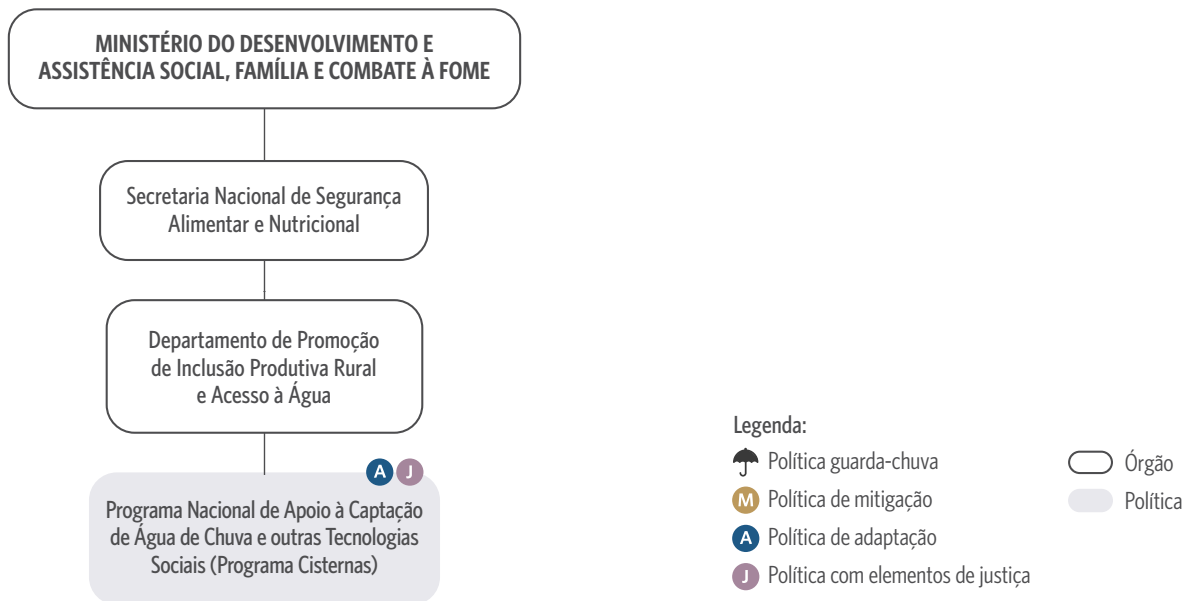 MINISTÉRIO DO DESENVOLVIMENTO E
ASSISTÊNCIA SOCIAL, FAMÍLIA E COMBATE À FOME
Secretaria Nacional de Segurança
Alimentar e Nutricional
Departamento de Promoção
de Inclusão Produtiva Rural
e Acesso à Água
A J
Programa Nacional de Apoio à Captação
de Água de Chuva e outras Tecnologias
Sociais (Programa Cisternas)
Legenda:
Política guarda-chuva
M Política de mitigação
A Política de adaptação
J Política com elementos de justiça
Órgão
Política